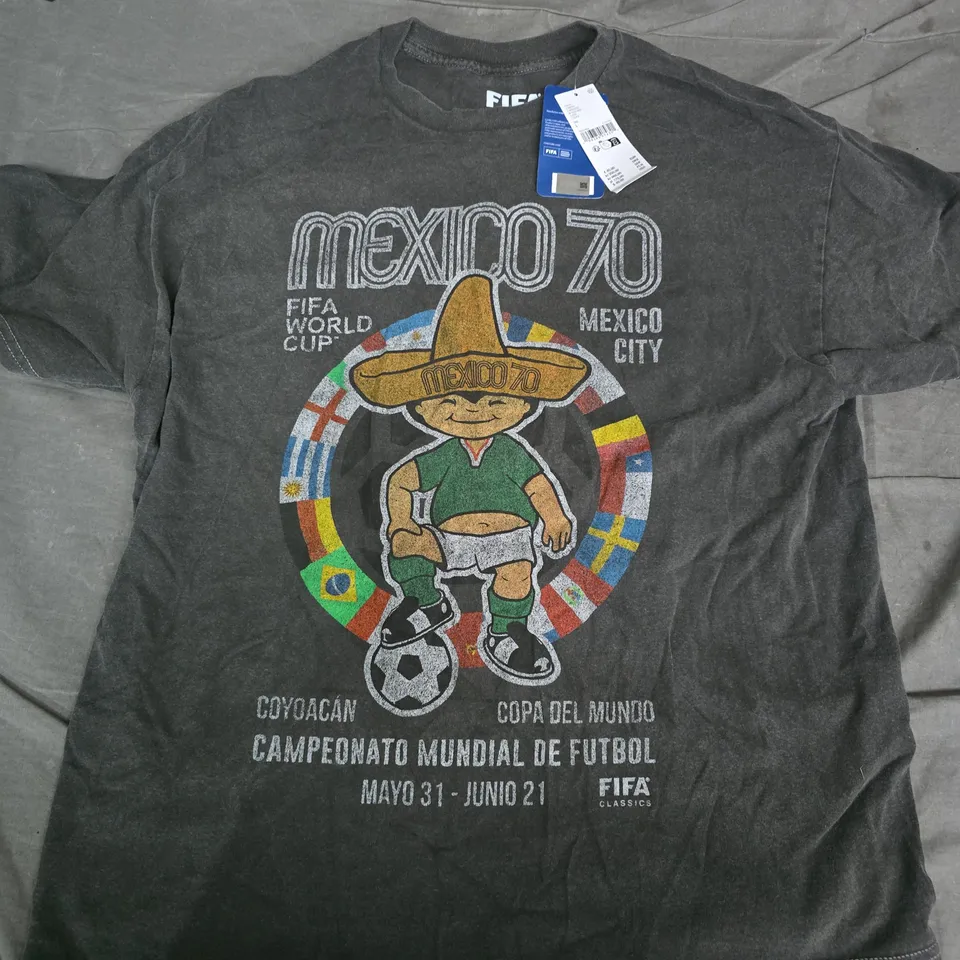 FIFA
FIFA
MEXICO 70
FIFA
WORLD
CUP
MEXICO
CITY
MEXICO 70
COYOACÁN
COPA DEL MUNDO
CAMPEONATO MUNDIAL DE FUTBOL
MAYO 31 - JUNIO 21
FIFA
CLASSICS